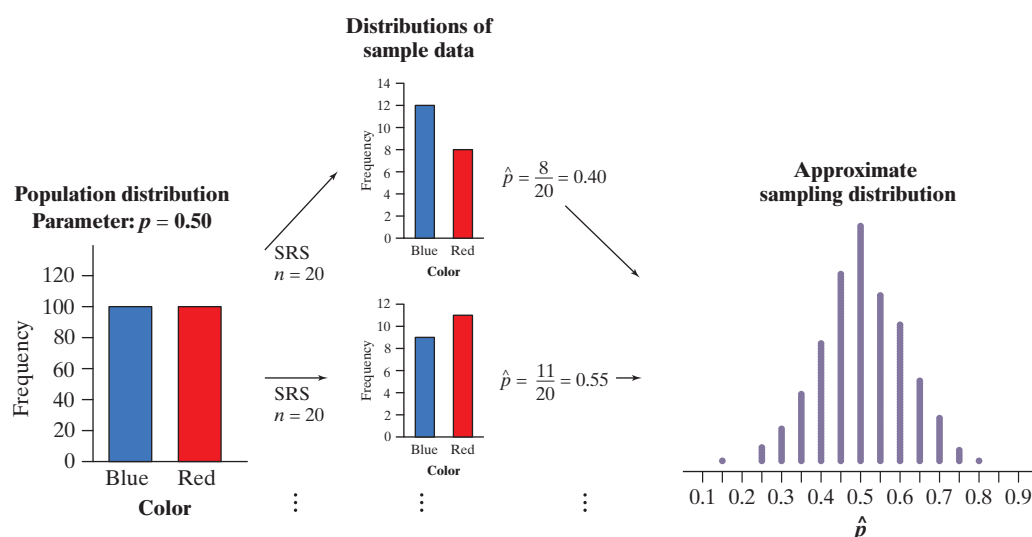 Distributions of
sample data
14
12
10
8
6
4
2
0
Frequency
Blue Red
Color
p̂ = 8/20 = 0.40
Approximate
sampling distribution
Population distribution
Parameter: p = 0.50
SRS
n = 20
120
100
80
60
40
20
0
Frequency
Blue Red
Color
SRS
n = 20
12
10
8
6
4
2
0
Frequency
Blue Red
Color
p̂ = 11/20 = 0.55
0.1 0.2 0.3 0.4 0.5 0.6 0.7 0.8 0.9
p̂